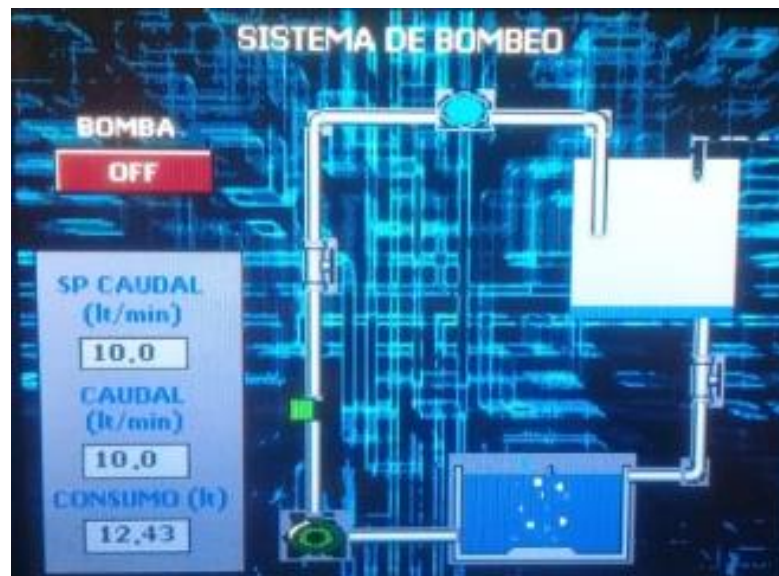 SISTEMA DE BOMBEO
BOMBA
OFF
SP CAUDAL
(lt/min)
10,0
CAUDAL
(lt/min)
10,0
CONSUMO (lt)
12,43